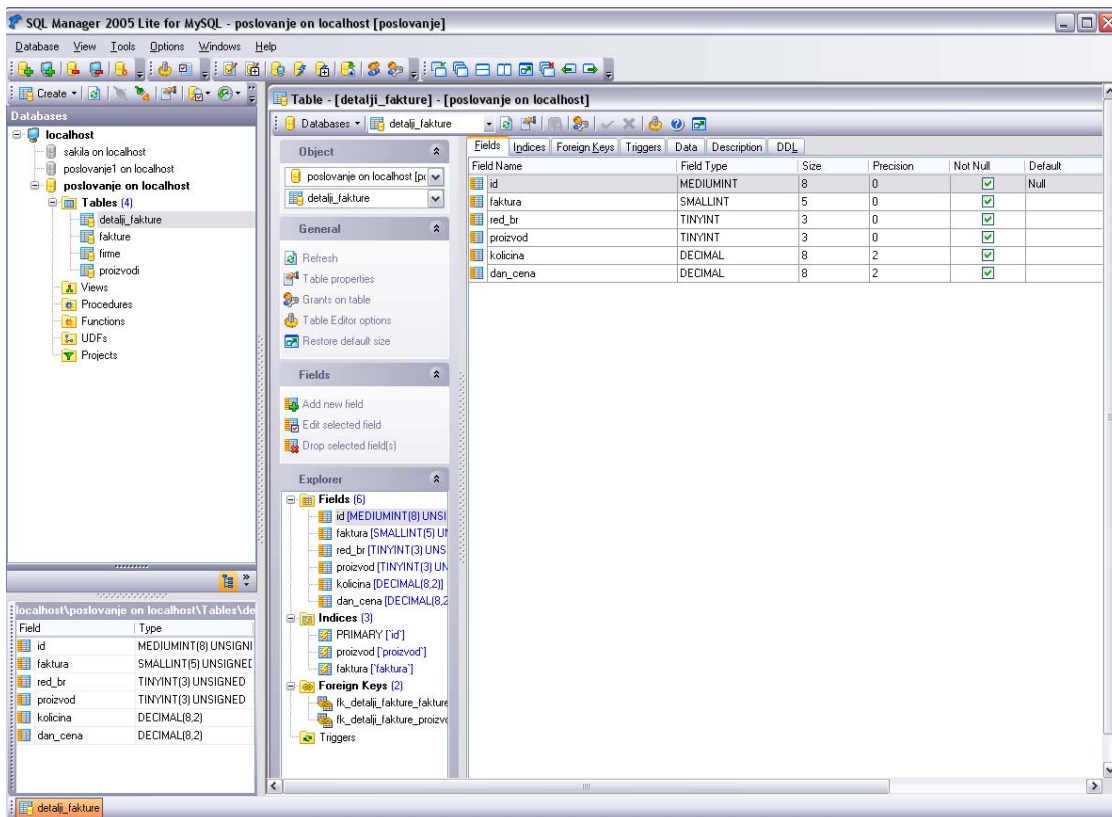 SQL Manager 2005 Lite for MySQL - poslovanje on localhost [poslovanje]
Database View Tools Options Windows Help
Create
Databases
localhost
sakila on localhost
poslovanje1 on localhost
poslovanje on localhost
Tables (4)
detalji_fakture
fakture
firme
proizvodi
Views
Procedures
Functions
UDFs
Projects
localhost\poslovanje on localhost\Tables\de
Field Type
id MEDIUMINT(8) UNSIGNI
faktura SMALLINT(5) UNSIGNED
red_br TINYINT(3) UNSIGNED
proizvod TINYINT(3) UNSIGNED
kolicina DECIMAL(8,2)
dan_cena DECIMAL(8,2)
Table - [detalji_fakture] - [poslovanje on localhost]
Databases detalji_fakture
Object
poslovanje on localhost [po
detalji_fakture
General
Refresh
Table properties
Grants on table
Table Editor options
Restore default size
Fields
Add new field
Edit selected field
Drop selected field(s)
Explorer
Fields (6)
id [MEDIUMINT(8) UNSI
faktura [SMALLINT(5) UN
red_br [TINYINT(3) UNS
proizvod [TINYINT(3) UN
kolicina [DECIMAL(8,2)]
dan_cena [DECIMAL(8,2
Indices (3)
PRIMARY [`id`]
proizvod [`proizvod`]
faktura [`faktura`]
Foreign Keys (2)
fk_detalji_fakture_fakture
fk_detalji_fakture_proizvo
Triggers
Fields Indices Foreign Keys Triggers Data Description DDL
Field Name Field Type Size Precision Not Null Default
id MEDIUMINT 8 0 Null
faktura SMALLINT 5 0
red_br TINYINT 3 0
proizvod TINYINT 3 0
kolicina DECIMAL 8 2
dan_cena DECIMAL 8 2
detalji_fakture